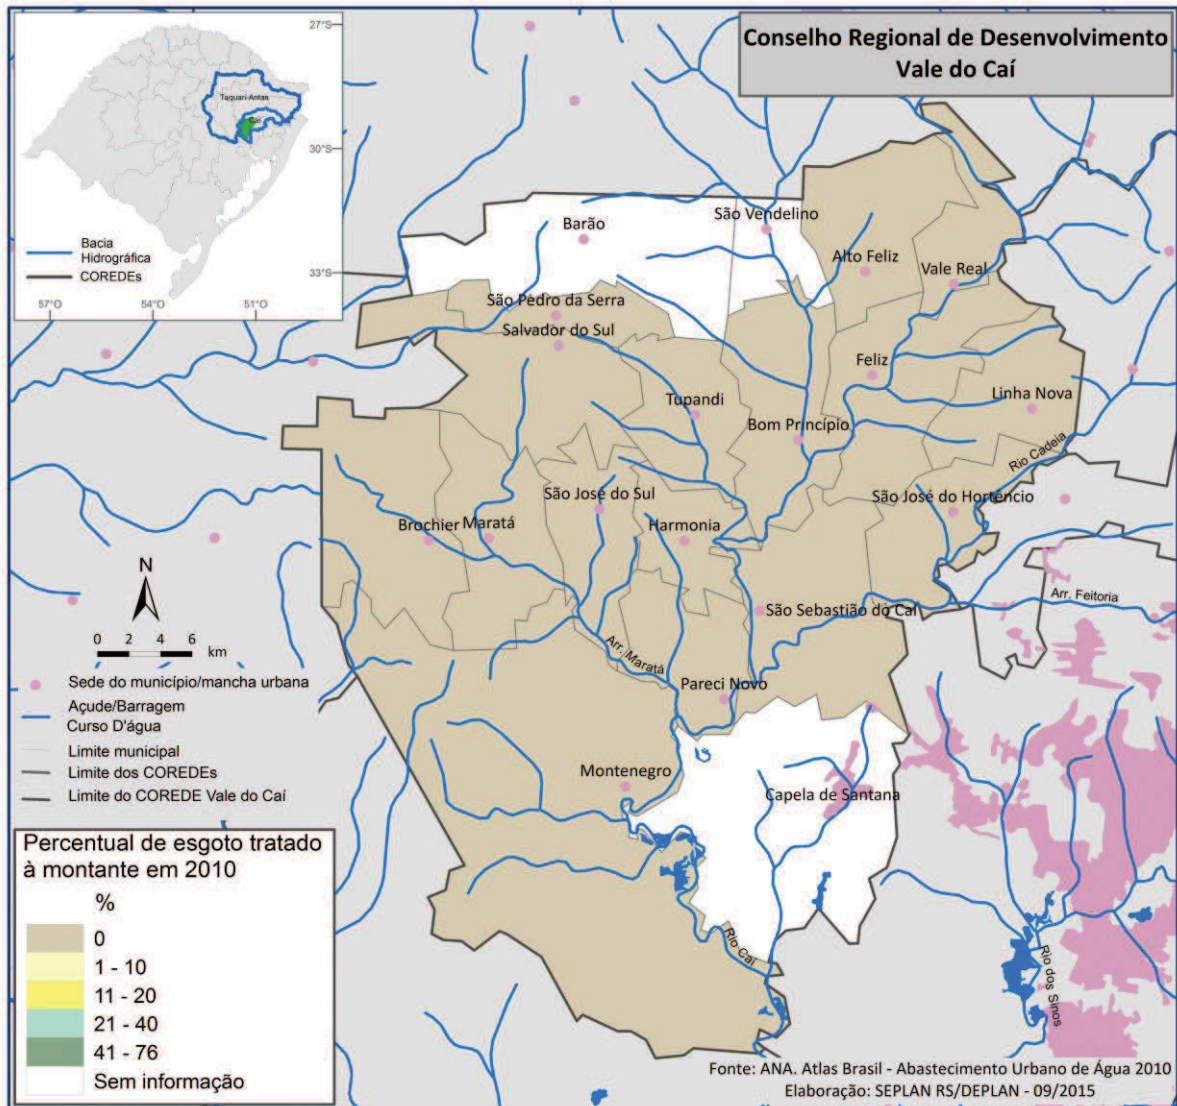 Conselho Regional de Desenvolvimento
Vale do Caí
27°S
30°S
33°S
57°O
54°O
51°O
Taquari-Antas
Caí
Bacia
Hidrográfica
COREDEs
Barão
São Vendelino
Alto Feliz
Vale Real
São Pedro da Serra
Salvador do Sul
Feliz
Linha Nova
Tupandi
Bom Princípio
Rio Cadeia
São José do Sul
São José do Hortêncio
Brochier
Maratá
Harmonia
São Sebastião do Caí
Arr. Feitoria
Arr. Maratá
Pareci Novo
Montenegro
Capela de Santana
Rio Caí
Rio dos Sinos
N
0 2 4 6
km
Sede do município/mancha urbana
Açude/Barragem
Curso D'água
Limite municipal
Limite dos COREDEs
Limite do COREDE Vale do Caí
Percentual de esgoto tratado
à montante em 2010
%
0
1 - 10
11 - 20
21 - 40
41 - 76
Sem informação
Fonte: ANA. Atlas Brasil - Abastecimento Urbano de Água 2010
Elaboração: SEPLAN RS/DEPLAN - 09/2015